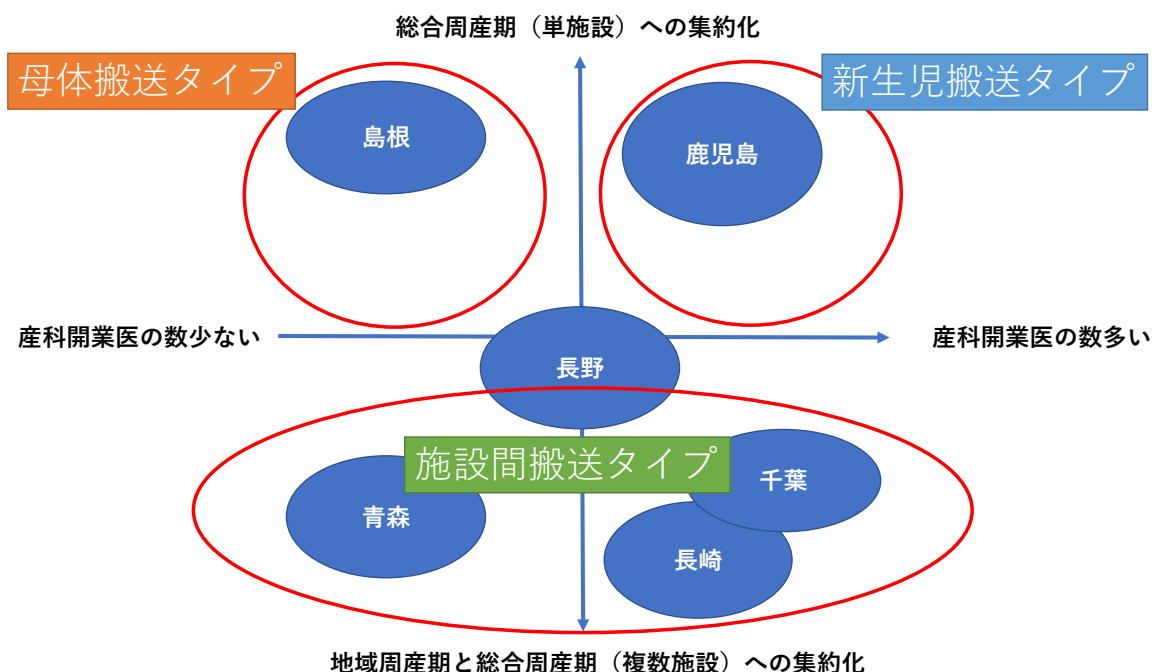 総合周産期（単施設）への集約化
母体搬送タイプ
新生児搬送タイプ
島根
鹿児島
産科開業医の数少ない
産科開業医の数多い
長野
施設間搬送タイプ
千葉
青森
長崎
地域周産期と総合周産期（複数施設）への集約化